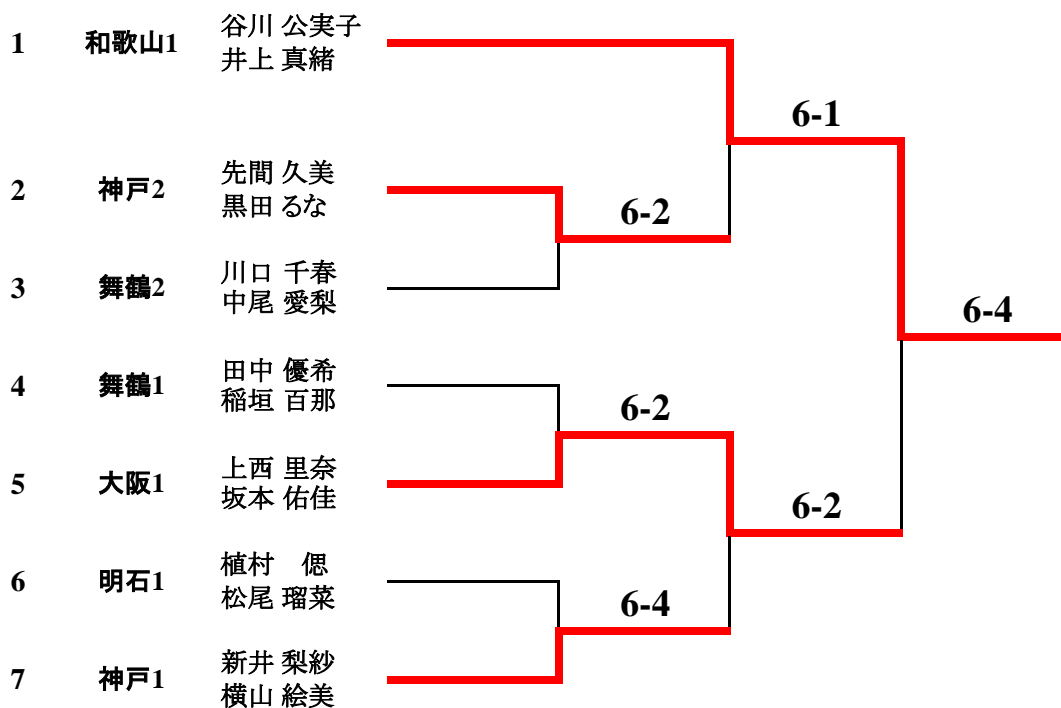 1 和歌山1 谷川 公実子
井上 真緒
6-1
2 神戸2 先間 久美
黒田 るな
6-2
3 舞鶴2 川口 千春
中尾 愛梨
6-4
4 舞鶴1 田中 優希
稲垣 百那
6-2
5 大阪1 上西 里奈
坂本 佑佳
6-2
6 明石1 植村 偲
松尾 瑠菜
6-4
7 神戸1 新井 梨紗
横山 絵美